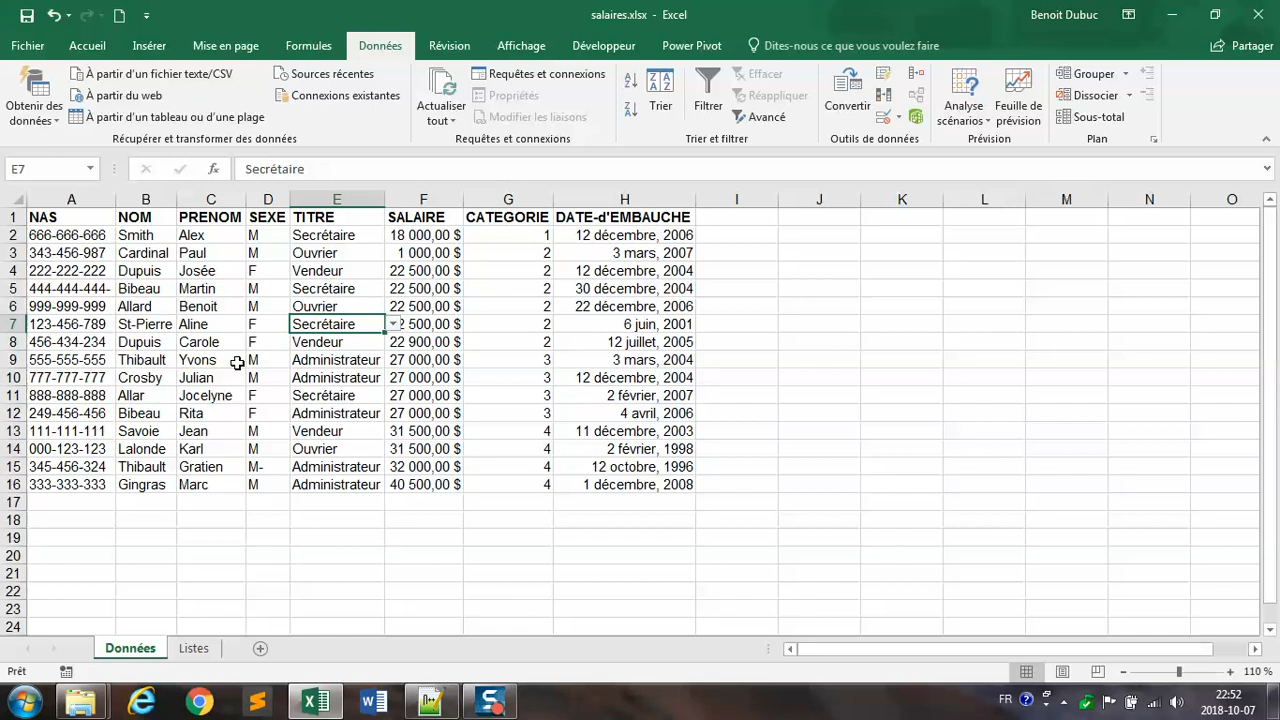 salaires.xlsx - Excel
Benoit Dubuc
Fichier Accueil Insérer Mise en page Formules Données Révision Affichage Développeur Power Pivot Dites-nous ce que vous voulez faire Partager
Obtenir des données
À partir d'un fichier texte/CSV
À partir du web
À partir d'un tableau ou d'une plage
Sources récentes
Connexions existantes
Récupérer et transformer des données
Actualiser tout
Requêtes et connexions
Propriétés
Modifier les liaisons
Requêtes et connexions
Trier
Filtrer
Effacer
Réappliquer
Avancé
Trier et filtrer
Convertir
Outils de données
Analyse scénarios
Feuille de prévision
Prévision
Grouper
Dissocier
Sous-total
Plan
E7 fx Secrétaire
A B C D E F G H I J K L M N O
1 NAS NOM PRENOM SEXE TITRE SALAIRE CATEGORIE DATE-d'EMBAUCHE
2 666-666-666 Smith Alex M Secrétaire 18 000,00 $ 1 12 décembre, 2006
3 343-456-987 Cardinal Paul M Ouvrier 1 000,00 $ 2 3 mars, 2007
4 222-222-222 Dupuis Josée F Vendeur 22 500,00 $ 2 12 décembre, 2004
5 444-444-444- Bibeau Martin M Secrétaire 22 500,00 $ 2 30 décembre, 2004
6 999-999-999 Allard Benoit M Ouvrier 22 500,00 $ 2 22 décembre, 2006
7 123-456-789 St-Pierre Aline F Secrétaire 2 500,00 $ 2 6 juin, 2001
8 456-434-234 Dupuis Carole F Vendeur 22 900,00 $ 2 12 juillet, 2005
9 555-555-555 Thibault Yvons M Administrateur 27 000,00 $ 3 3 mars, 2004
10 777-777-777 Crosby Julian M Administrateur 27 000,00 $ 3 12 décembre, 2004
11 888-888-888 Allar Jocelyne F Secrétaire 27 000,00 $ 3 2 février, 2007
12 249-456-456 Bibeau Rita F Administrateur 27 000,00 $ 3 4 avril, 2006
13 111-111-111 Savoie Jean M Vendeur 31 500,00 $ 4 11 décembre, 2003
14 000-123-123 Lalonde Karl M Ouvrier 31 500,00 $ 4 2 février, 1998
15 345-456-324 Thibault Gratien M- Administrateur 32 000,00 $ 4 12 octobre, 1996
16 333-333-333 Gingras Marc M Administrateur 40 500,00 $ 4 1 décembre, 2008
17
18
19
20
21
22
23
24
Données Listes
Prêt
110 %
FR
22:52
2018-10-07